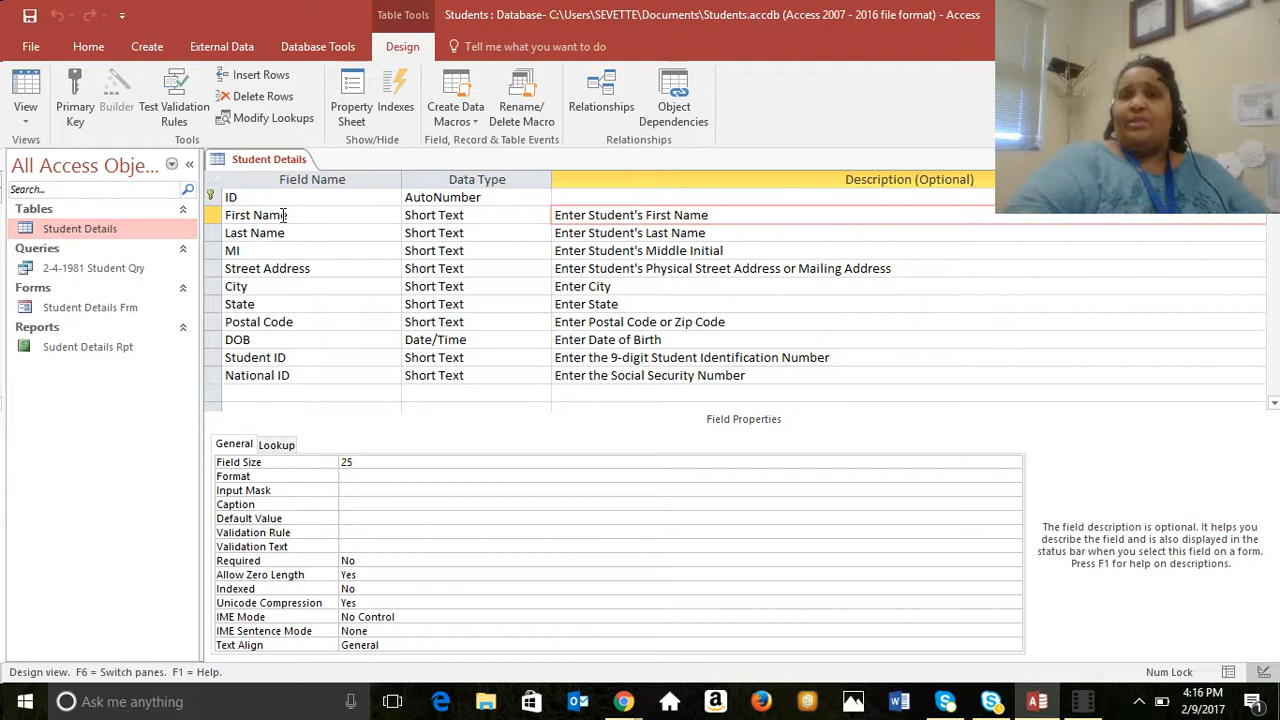 Table Tools
Students : Database- C:\Users\SEVETTE\Documents\Students.accdb (Access 2007 - 2016 file format) - Access
File Home Create External Data Database Tools Design Tell me what you want to do
View
Primary Key
Builder
Test Validation Rules
Insert Rows
Delete Rows
Modify Lookups
Property Sheet
Indexes
Create Data Macros
Rename/ Delete Macro
Relationships
Object Dependencies
Views Tools Show/Hide Field, Record & Table Events Relationships
All Access Obje...
Search...
Tables
Student Details
Queries
2-4-1981 Student Qry
Forms
Student Details Frm
Reports
Sudent Details Rpt
Student Details
Field Name Data Type Description (Optional)
ID AutoNumber
First Name Short Text Enter Student's First Name
Last Name Short Text Enter Student's Last Name
MI Short Text Enter Student's Middle Initial
Street Address Short Text Enter Student's Physical Street Address or Mailing Address
City Short Text Enter City
State Short Text Enter State
Postal Code Short Text Enter Postal Code or Zip Code
DOB Date/Time Enter Date of Birth
Student ID Short Text Enter the 9-digit Student Identification Number
National ID Short Text Enter the Social Security Number
Field Properties
General Lookup
Field Size 25
Format
Input Mask
Caption
Default Value
Validation Rule
Validation Text
Required No
Allow Zero Length Yes
Indexed No
Unicode Compression Yes
IME Mode No Control
IME Sentence Mode None
Text Align General
The field description is optional. It helps you
describe the field and is also displayed in the
status bar when you select this field on a form.
Press F1 for help on descriptions.
Design view. F6 = Switch panes. F1 = Help.
Num Lock
Ask me anything
4:16 PM
2/9/2017